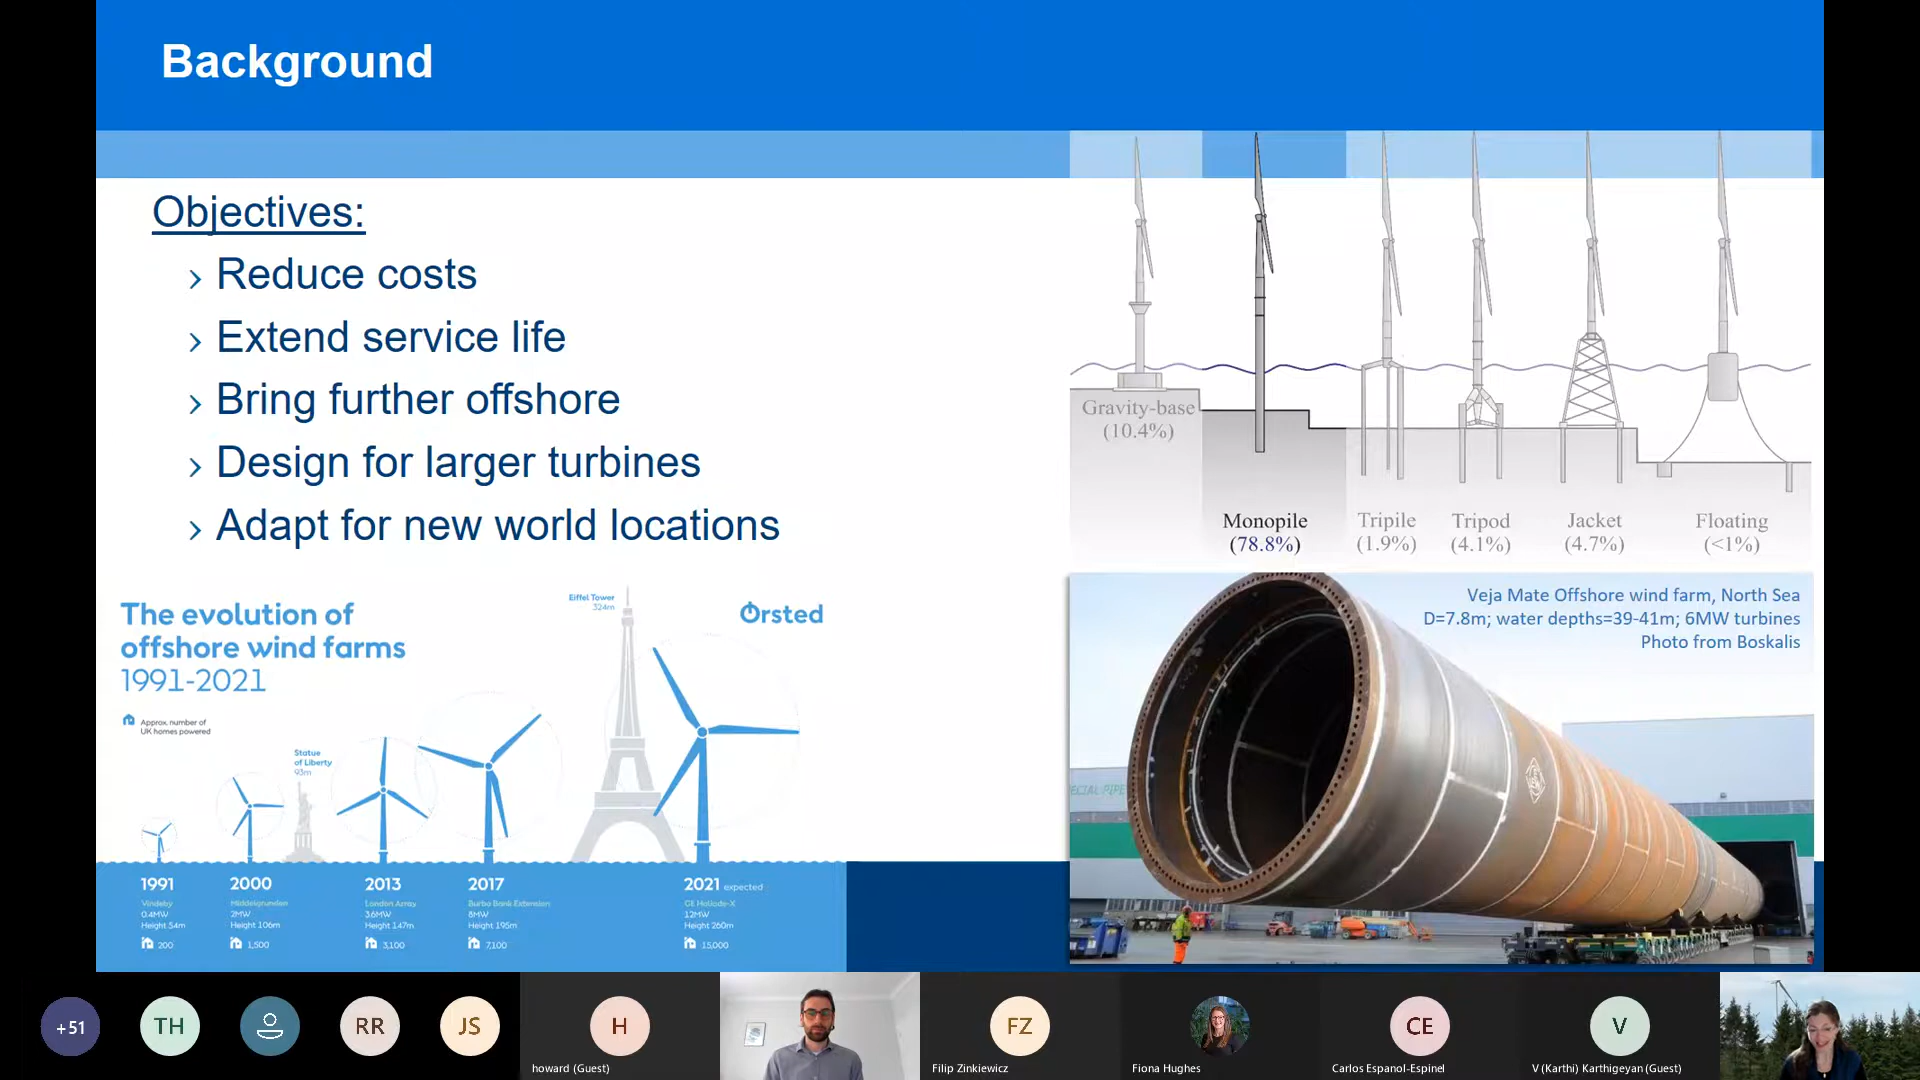 Background
Objectives:
› Reduce costs
› Extend service life
› Bring further offshore
› Design for larger turbines
› Adapt for new world locations
Gravity-base
(10.4%)
Monopile
(78.8%)
Tripile
(1.9%)
Tripod
(4.1%)
Jacket
(4.7%)
Floating
(<1%)
The evolution of
offshore wind farms
1991-2021
Approx. number of
UK homes powered
Statue
of Liberty
93m
Eiffel Tower
324m
Ørsted
1991
Vindeby
0.4MW
Height 54m
200
2000
Middelgrunden
2MW
Height 106m
1,500
2013
London Array
3.6MW
Height 147m
3,100
2017
Burbo Bank Extension
8MW
Height 195m
7,100
2021 expected
GE Haliade-X
12MW
Height 260m
15,000
Veja Mate Offshore wind farm, North Sea
D=7.8m; water depths=39-41m; 6MW turbines
Photo from Boskalis
ECIAL PIPE
+51
TH
RR
JS
H
howard (Guest)
FZ
Filip Zinkiewicz
Fiona Hughes
CE
Carlos Espanol-Espinel
V
V (Karthi) Karthigeyan (Guest)